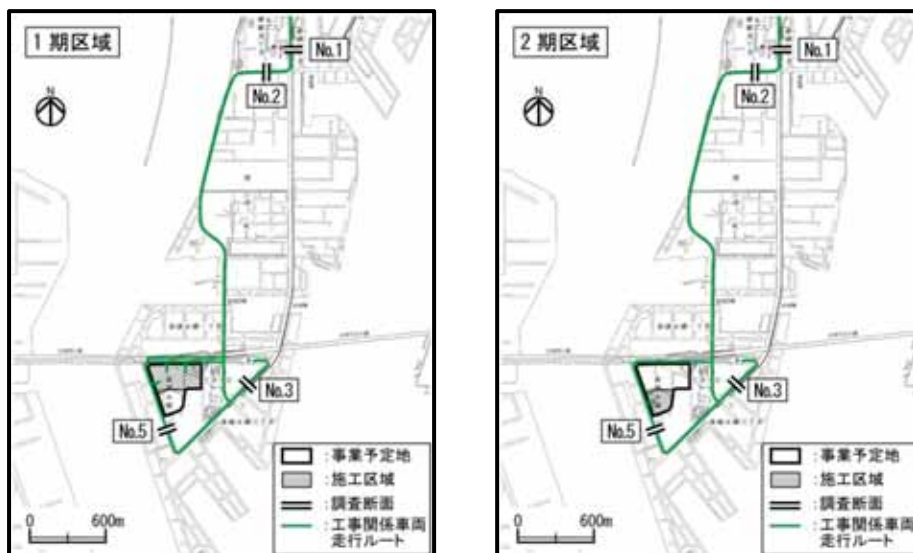 1期区域
No.1
No.2
N
No.3
No.5
:事業予定地
:施工区域
:調査断面
:工事関係車両
走行ルート
0 600m
2期区域
No.1
No.2
N
No.3
No.5
:事業予定地
:施工区域
:調査断面
:工事関係車両
走行ルート
0 600m